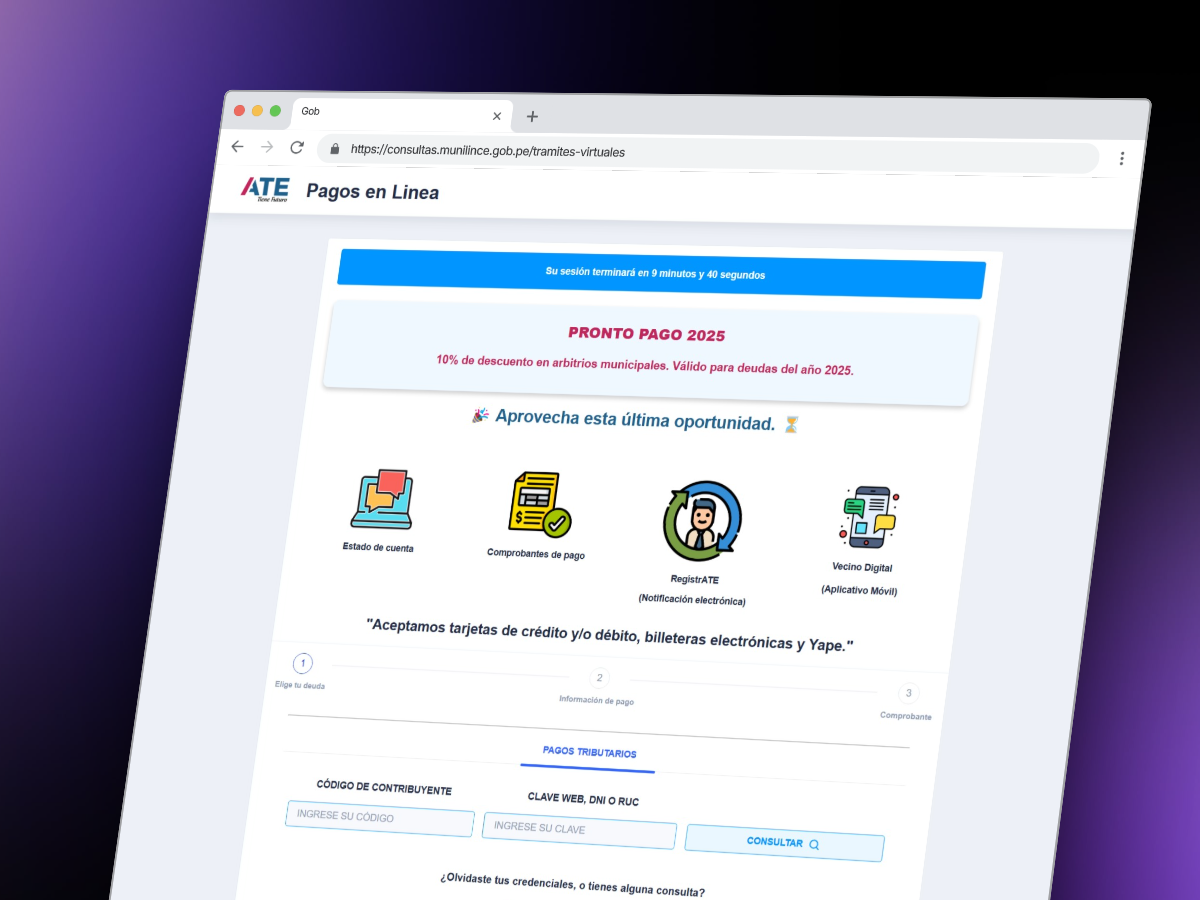 Gob
https://consultas.munilince.gob.pe/tramites-virtuales
ATE
Tiene Futuro
Pagos en Linea
Su sesión terminará en 9 minutos y 40 segundos
PRONTO PAGO 2025
10% de descuento en arbitrios municipales. Válido para deudas del año 2025.
🎉 Aprovecha esta última oportunidad. ⏳
Estado de cuenta
Comprobantes de pago
RegistrATE
(Notificación electrónica)
Vecino Digital
(Aplicativo Móvil)
"Aceptamos tarjetas de crédito y/o débito, billeteras electrónicas y Yape."
1
Elige tu deuda
2
Información de pago
3
Comprobante
PAGOS TRIBUTARIOS
CÓDIGO DE CONTRIBUYENTE
INGRESE SU CÓDIGO
CLAVE WEB, DNI O RUC
INGRESE SU CLAVE
CONSULTAR
¿Olvidaste tus credenciales, o tienes alguna consulta?